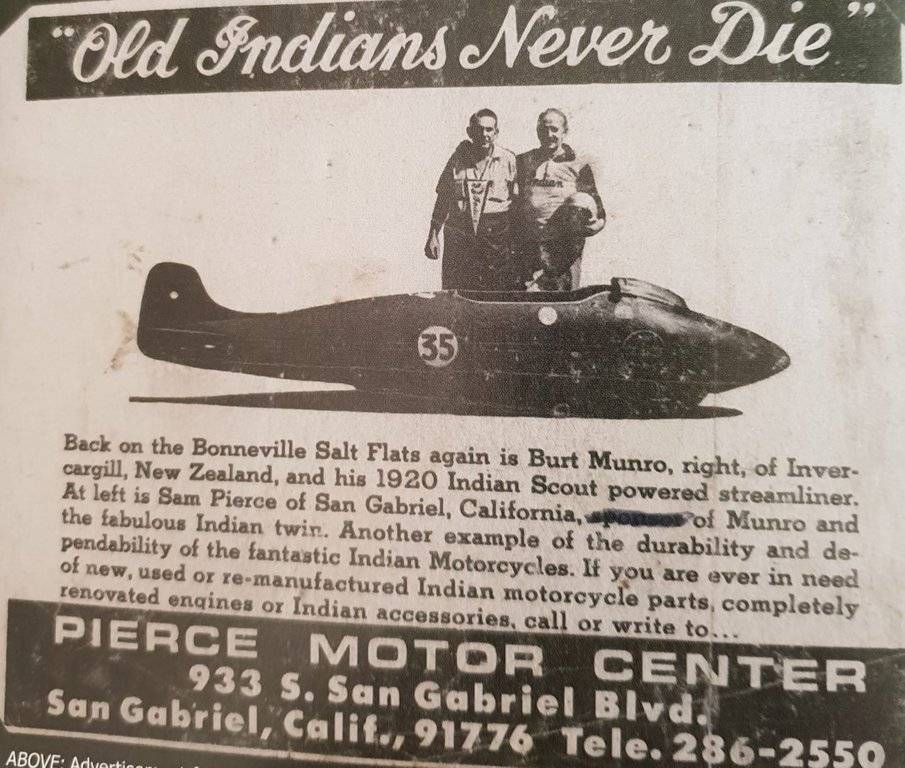 "Old Indians Never Die"
Indian
35
Back on the Bonneville Salt Flats again is Burt Munro, right, of Inver-
cargill, New Zealand, and his 1920 Indian Scout powered streamliner.
At left is Sam Pierce of San Gabriel, California, of Munro and
the fabulous Indian twin. Another example of the durability and de-
pendability of the fantastic Indian Motorcycles. If you are ever in need
of new, used or re-manufactured Indian motorcycle parts, completely
renovated engines or Indian accessories, call or write to...
PIERCE MOTOR CENTER
933 S. San Gabriel Blvd.
San Gabriel, Calif., 91776 Tele. 286-2550
ABOVE: